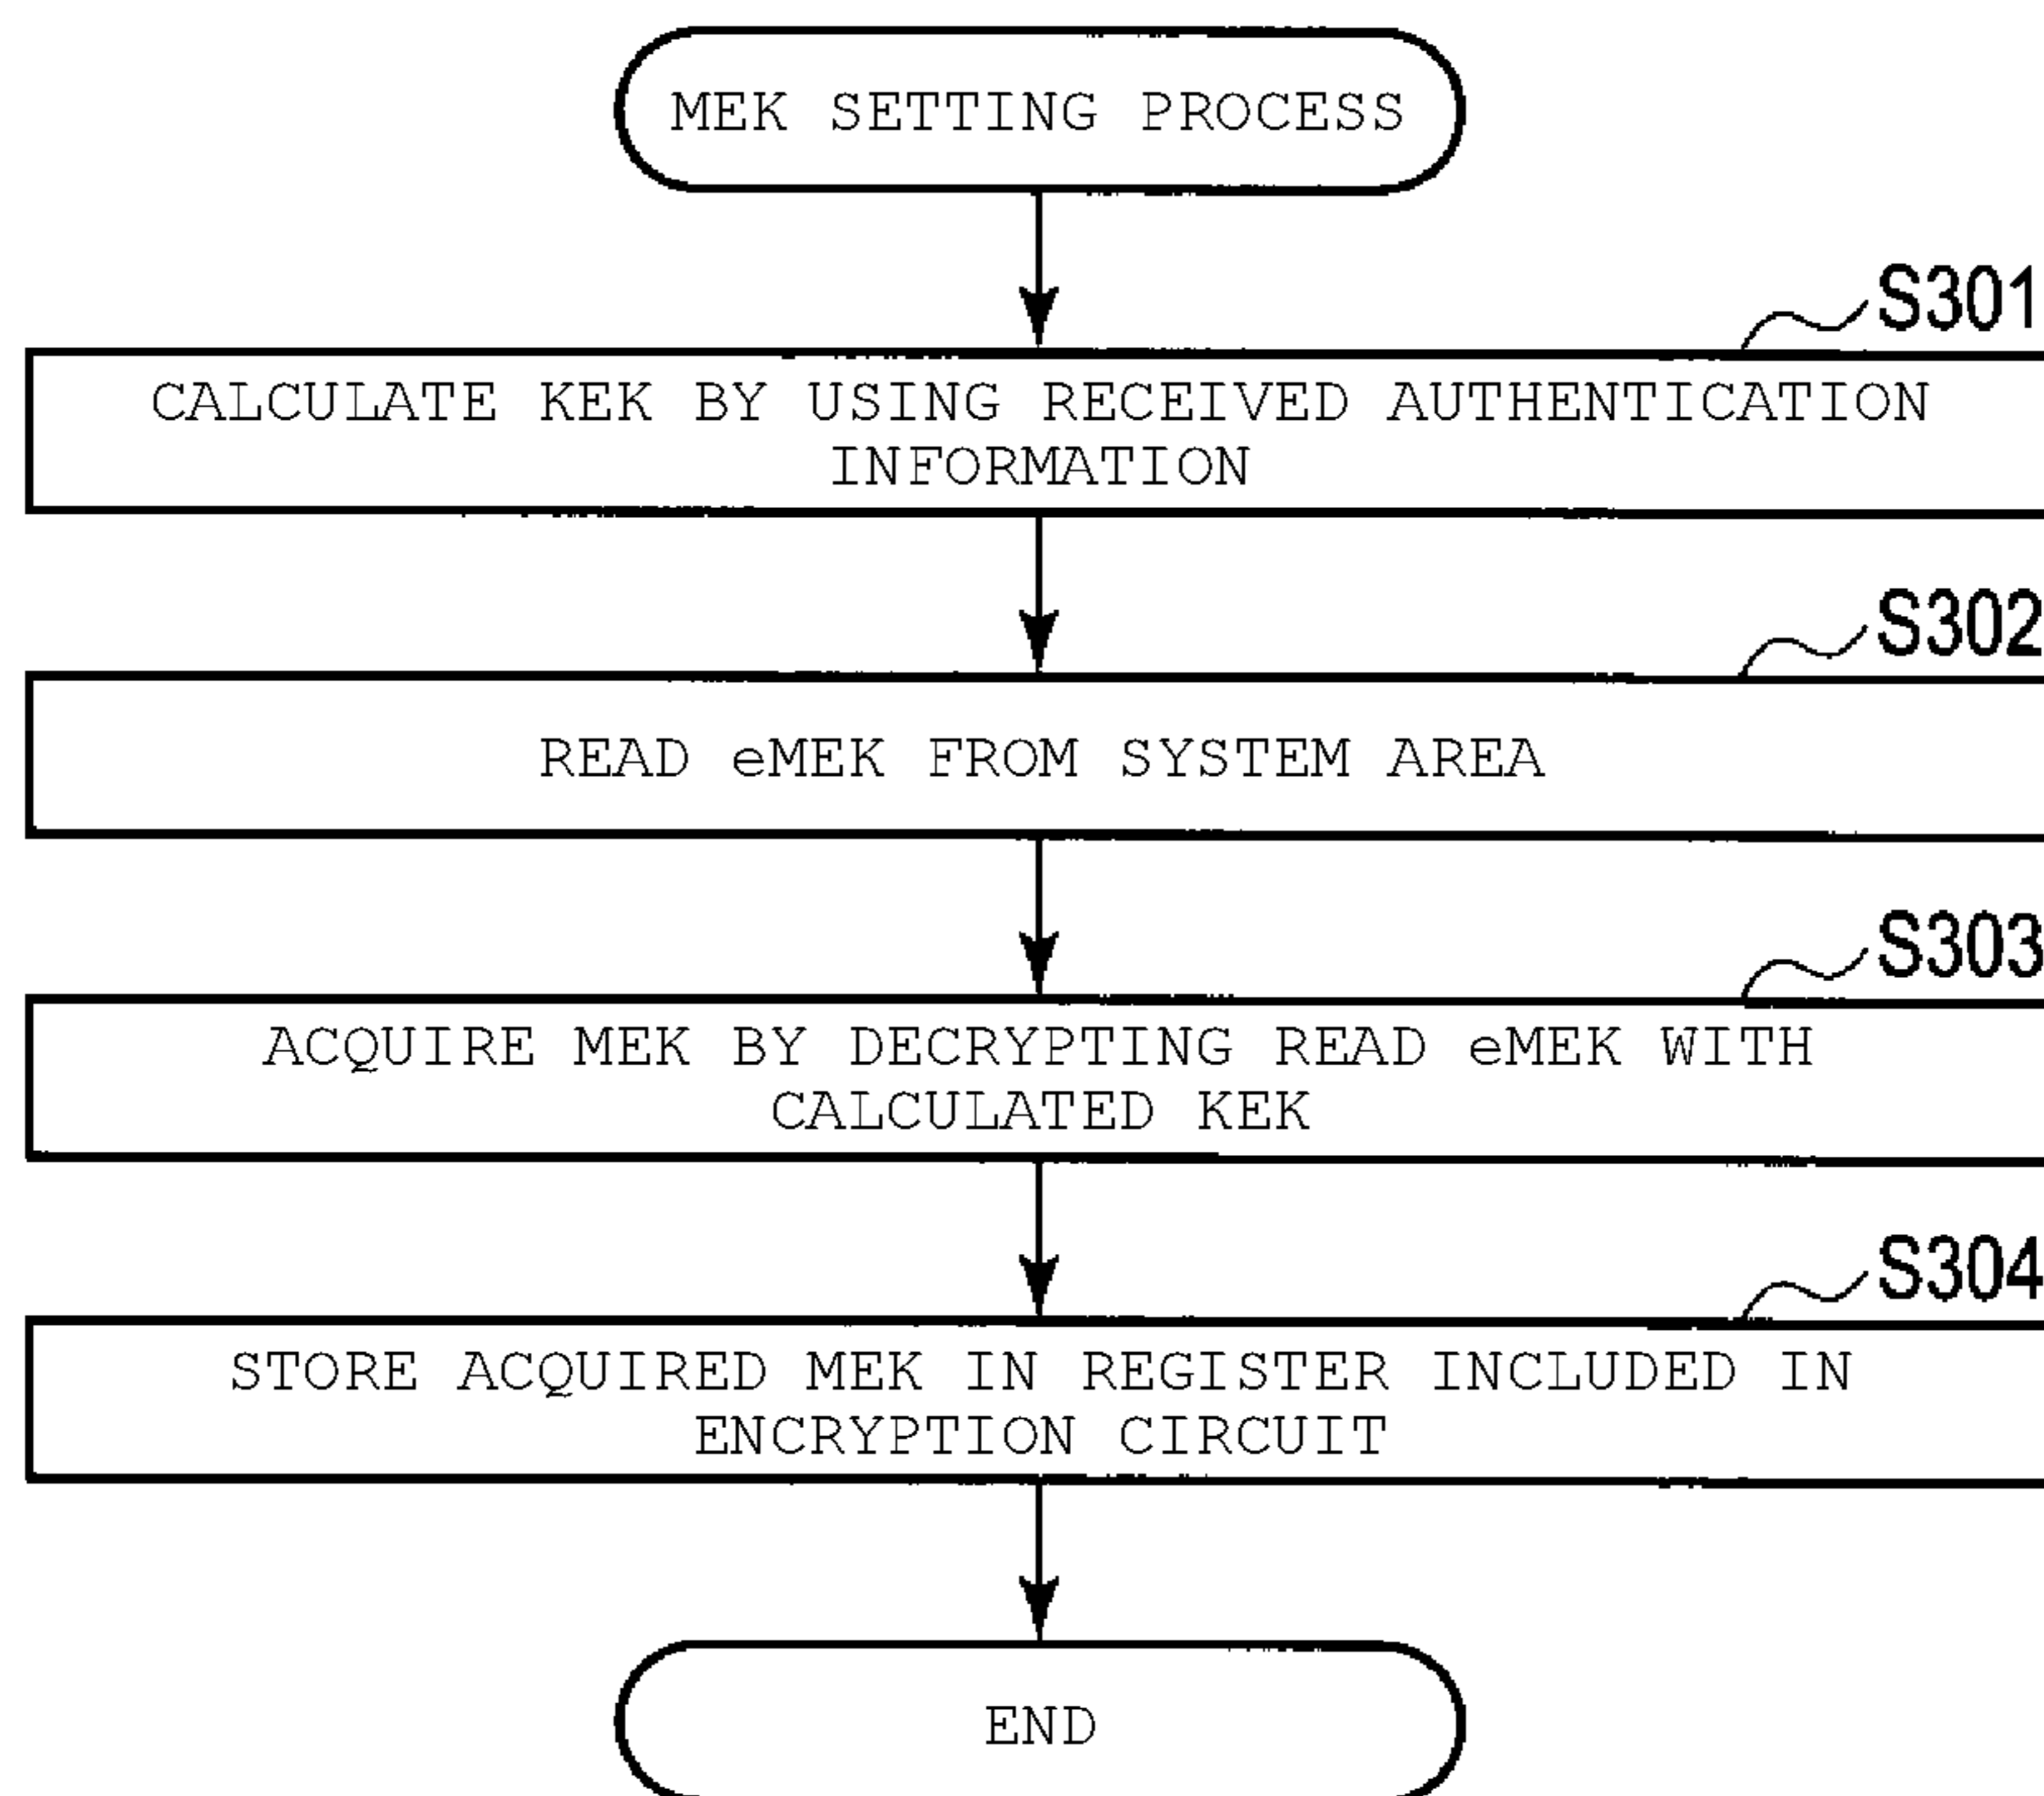 MEK SETTING PROCESS
S301
CALCULATE KEK BY USING RECEIVED AUTHENTICATION
INFORMATION
S302
READ eMEK FROM SYSTEM AREA
S303
ACQUIRE MEK BY DECRYPTING READ eMEK WITH
CALCULATED KEK
S304
STORE ACQUIRED MEK IN REGISTER INCLUDED IN
ENCRYPTION CIRCUIT
END